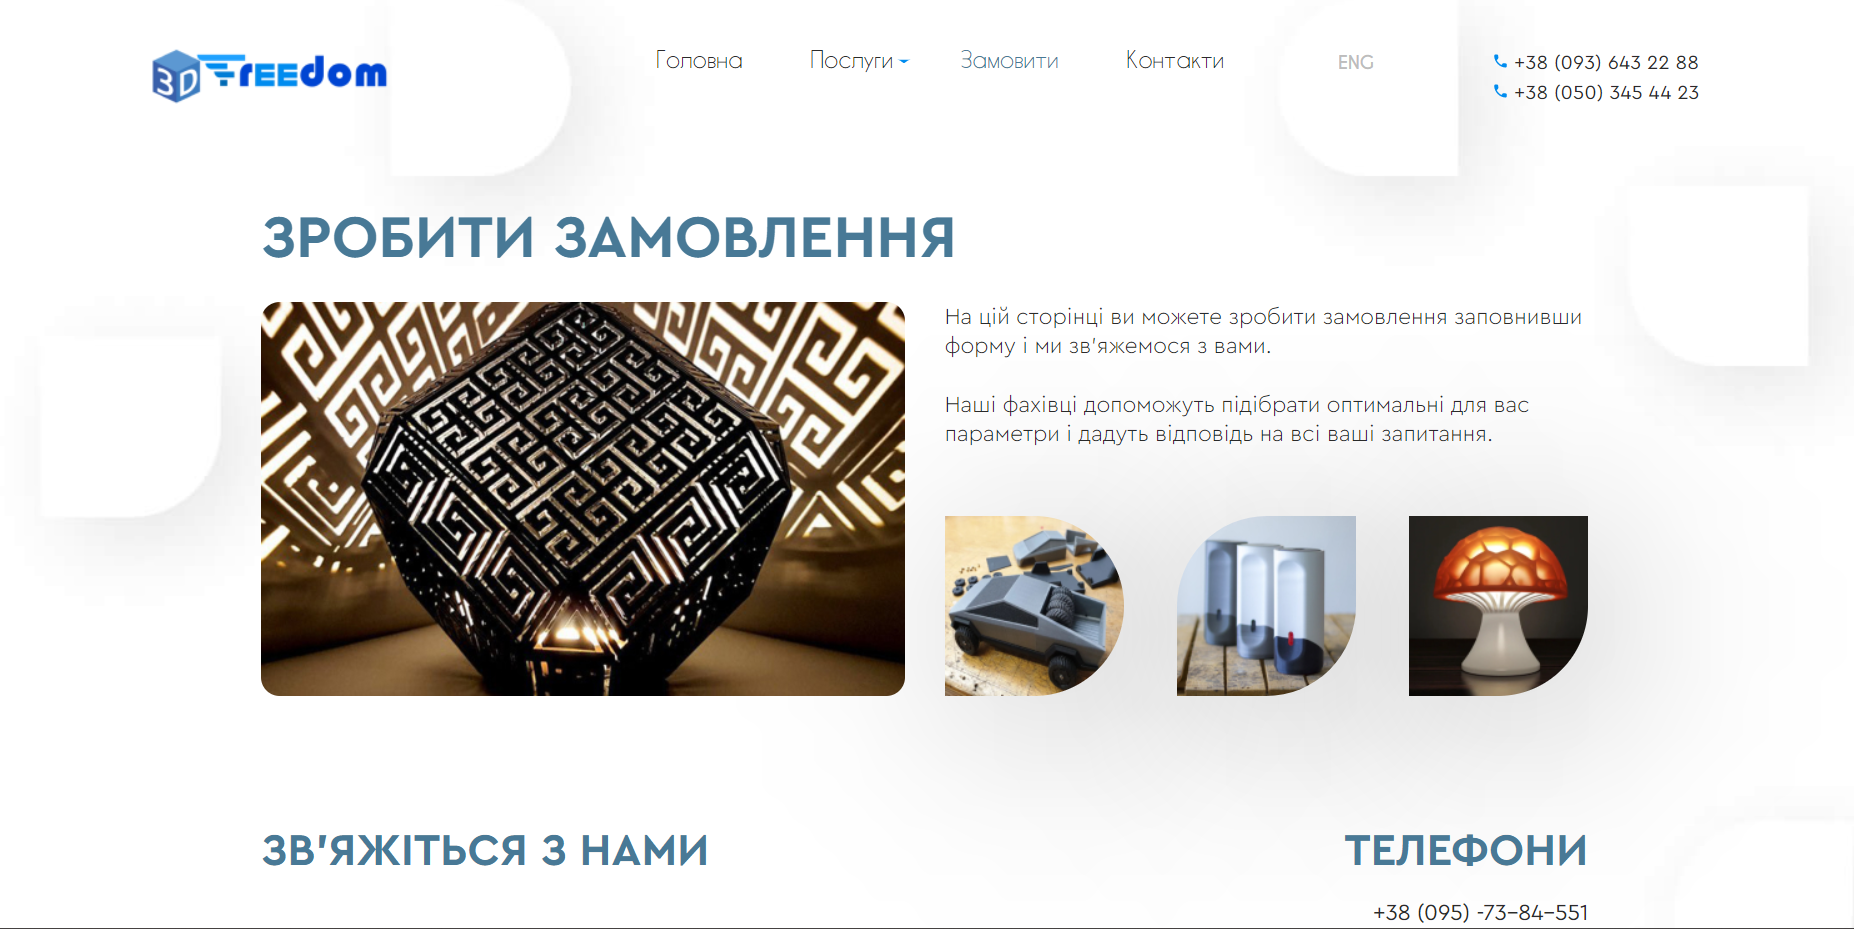 3D Freedom
Головна
Послуги
Замовити
Контакти
ENG
+38 (093) 643 22 88
+38 (050) 345 44 23
ЗРОБИТИ ЗАМОВЛЕННЯ
На цій сторінці ви можете зробити замовлення заповнивши
форму і ми зв'яжемося з вами.
Наші фахівці допоможуть підібрати оптимальні для вас
параметри і дадуть відповідь на всі ваші запитання.
ЗВ'ЯЖІТЬСЯ З НАМИ
ТЕЛЕФОНИ
+38 (095) -73-84-551